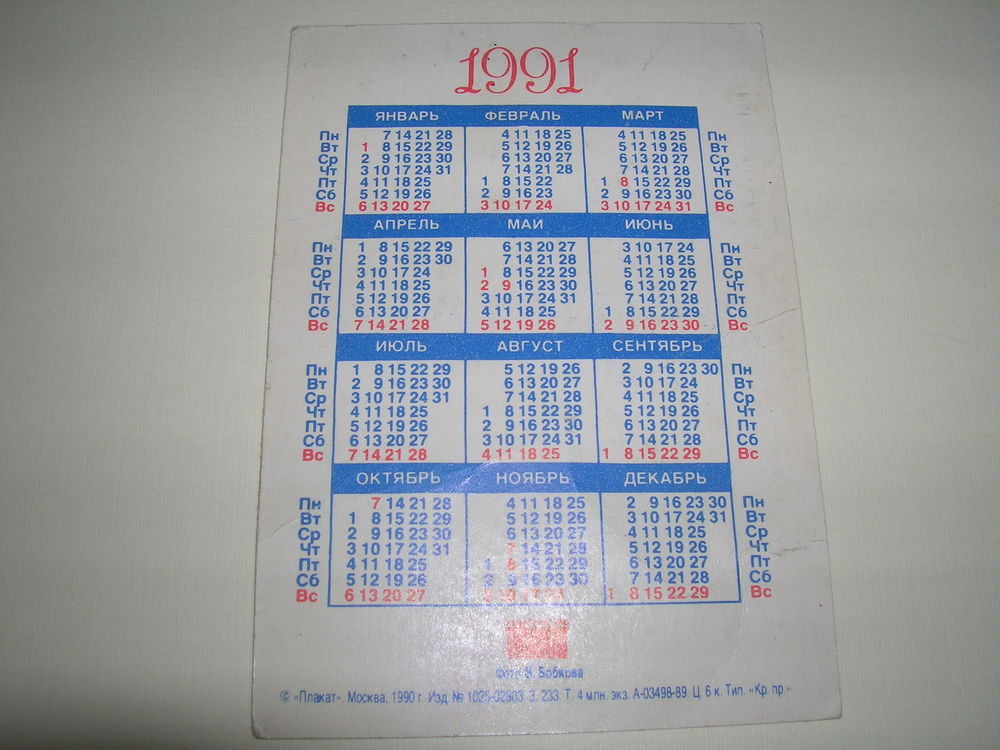 1991
ЯНВАРЬ ФЕВРАЛЬ МАРТ
Пн 7 14 21 28 4 11 18 25 4 11 18 25 Пн
Вт 1 8 15 22 29 5 12 19 26 5 12 19 26 Вт
Ср 2 9 16 23 30 6 13 20 27 6 13 20 27 Ср
Чт 3 10 17 24 31 7 14 21 28 7 14 21 28 Чт
Пт 4 11 18 25 1 8 15 22 1 8 15 22 29 Пт
Сб 5 12 19 26 2 9 16 23 2 9 16 23 30 Сб
Вс 6 13 20 27 3 10 17 24 3 10 17 24 31 Вс
АПРЕЛЬ МАЙ ИЮНЬ
Пн 1 8 15 22 29 6 13 20 27 3 10 17 24 Пн
Вт 2 9 16 23 30 7 14 21 28 4 11 18 25 Вт
Ср 3 10 17 24 1 8 15 22 29 5 12 19 26 Ср
Чт 4 11 18 25 2 9 16 23 30 6 13 20 27 Чт
Пт 5 12 19 26 3 10 17 24 31 7 14 21 28 Пт
Сб 6 13 20 27 4 11 18 25 1 8 15 22 29 Сб
Вс 7 14 21 28 5 12 19 26 2 9 16 23 30 Вс
ИЮЛЬ АВГУСТ СЕНТЯБРЬ
Пн 1 8 15 22 29 5 12 19 26 2 9 16 23 30 Пн
Вт 2 9 16 23 30 6 13 20 27 3 10 17 24 Вт
Ср 3 10 17 24 31 7 14 21 28 4 11 18 25 Ср
Чт 4 11 18 25 1 8 15 22 29 5 12 19 26 Чт
Пт 5 12 19 26 2 9 16 23 30 6 13 20 27 Пт
Сб 6 13 20 27 3 10 17 24 31 7 14 21 28 Сб
Вс 7 14 21 28 4 11 18 25 1 8 15 22 29 Вс
ОКТЯБРЬ НОЯБРЬ ДЕКАБРЬ
Пн 7 14 21 28 4 11 18 25 2 9 16 23 30 Пн
Вт 1 8 15 22 29 5 12 19 26 3 10 17 24 31 Вт
Ср 2 9 16 23 30 6 13 20 27 4 11 18 25 Ср
Чт 3 10 17 24 31 7 14 21 28 5 12 19 26 Чт
Пт 4 11 18 25 1 8 15 22 29 6 13 20 27 Пт
Сб 5 12 19 26 2 9 16 23 30 7 14 21 28 Сб
Вс 6 13 20 27 3 10 17 24 1 8 15 22 29 Вс
Фото В. Бобкова
© «Плакат». Москва, 1990 г. Изд. № 1025-02803. З. 233. Т. 4 млн. экз. А-03498-89. Ц. 6 к. Тип. «Кр. пр.»